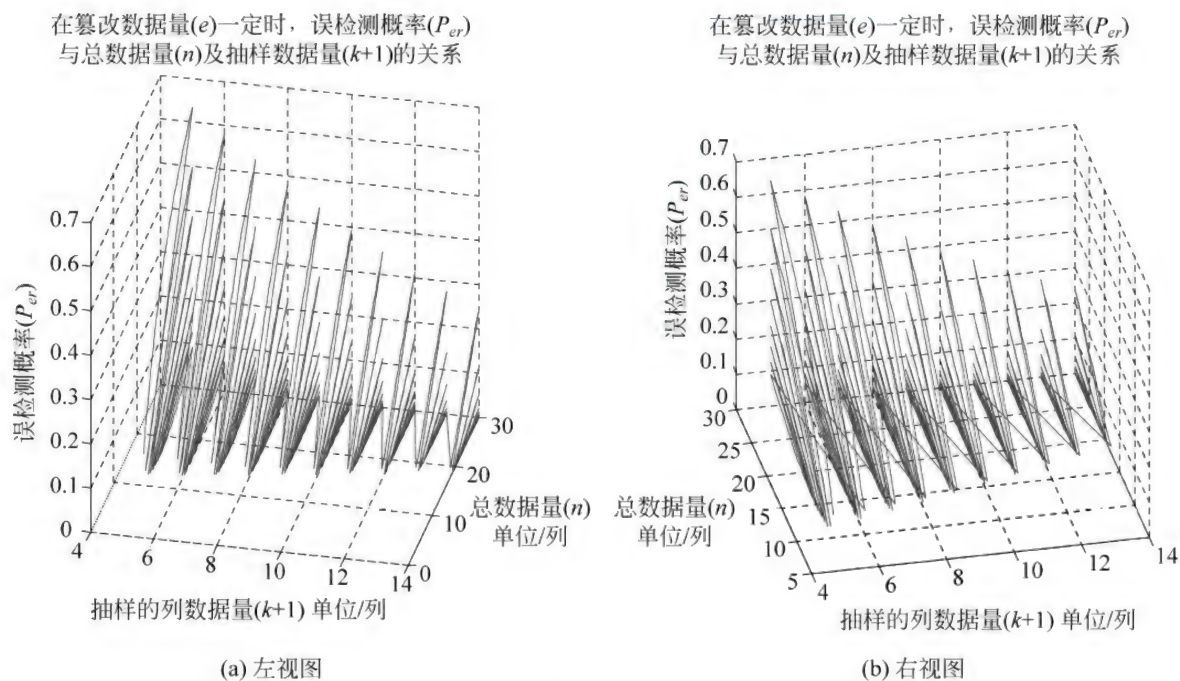 在篡改数据量(e)一定时，误检测概率(Per)
与总数据量(n)及抽样数据量(k+1)的关系
0.7
0.6
0.5
0.4
0.3
0.2
0.1
0
误检测概率(Per)
4
6
8
10
12
14
0
10
20
30
总数据量(n)
单位/列
抽样的列数据量(k+1) 单位/列
(a) 左视图
在篡改数据量(e)一定时，误检测概率(Per)
与总数据量(n)及抽样数据量(k+1)的关系
0.7
0.6
0.5
0.4
0.3
0.2
0.1
0
误检测概率(Per)
30
25
20
15
10
5
总数据量(n)
单位/列
4
6
8
10
12
14
抽样的列数据量(k+1) 单位/列
(b) 右视图